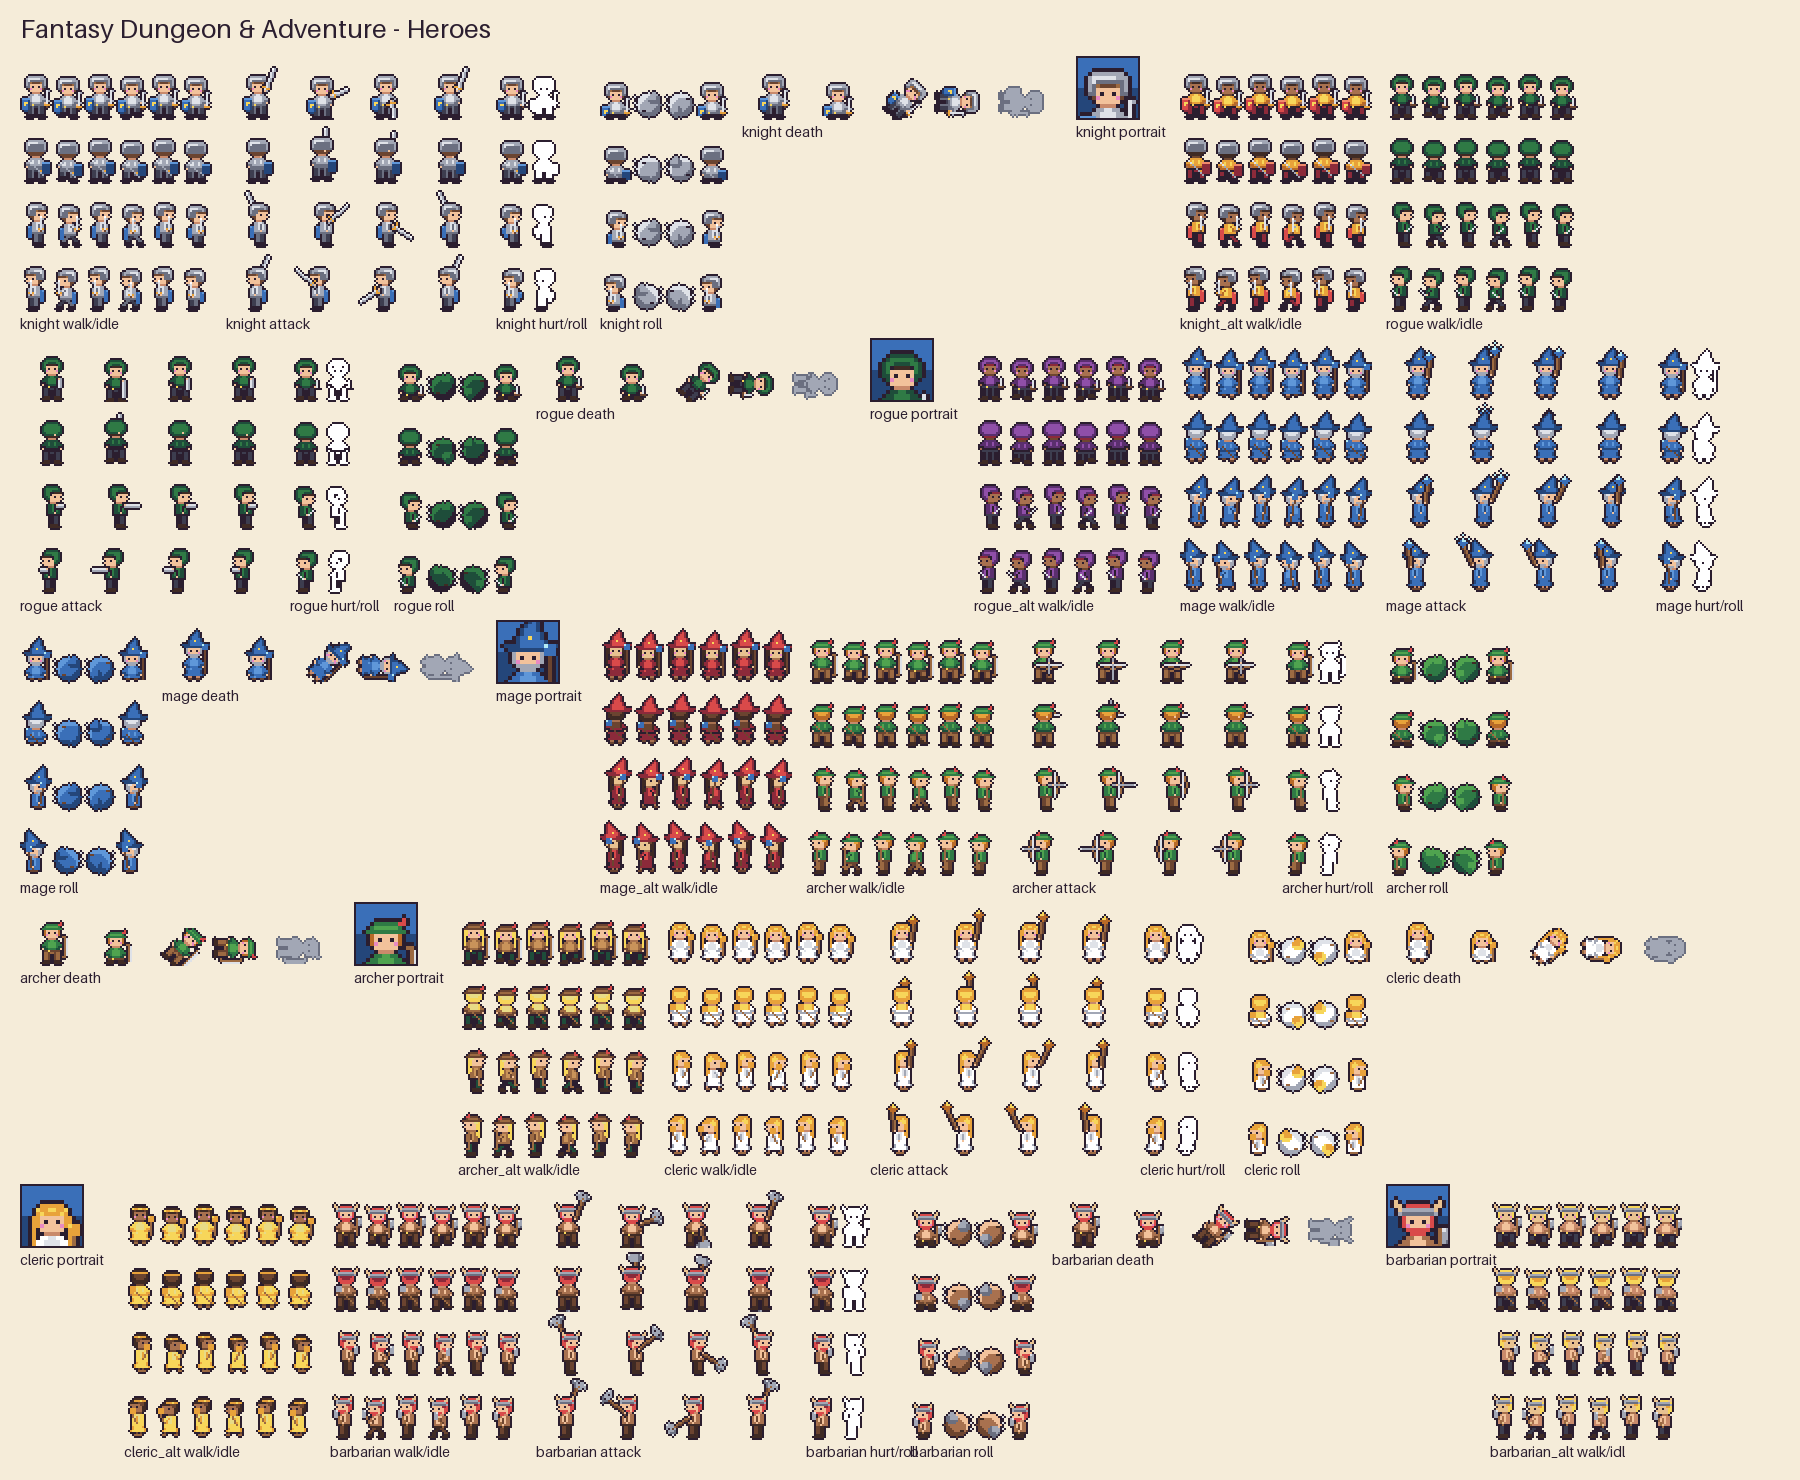 Fantasy Dungeon & Adventure - Heroes
knight death
knight portrait
knight walk/idle
knight attack
knight hurt/roll
knight roll
knight_alt walk/idle
rogue walk/idle
rogue death
rogue portrait
rogue attack
rogue hurt/roll
rogue roll
rogue_alt walk/idle
mage walk/idle
mage attack
mage hurt/roll
mage death
mage portrait
mage roll
mage_alt walk/idle
archer walk/idle
archer attack
archer hurt/roll
archer roll
archer death
archer portrait
cleric death
archer_alt walk/idle
cleric walk/idle
cleric attack
cleric hurt/roll
cleric roll
cleric portrait
barbarian death
barbarian portrait
cleric_alt walk/idle
barbarian walk/idle
barbarian attack
barbarian hurt/roll
barbarian roll
barbarian_alt walk/idl